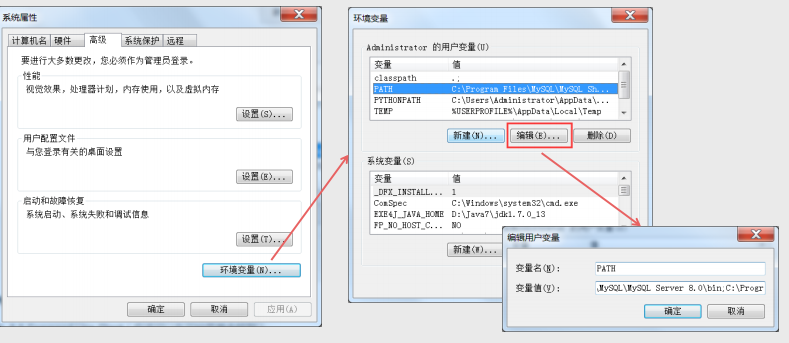 系统属性
计算机名 硬件 高级 系统保护 远程
要进行大多数更改，您必须作为管理员登录。
性能
视觉效果，处理器计划，内存使用，以及虚拟内存
设置(S)...
用户配置文件
与您登录有关的桌面设置
设置(E)...
启动和故障恢复
系统启动、系统失败和调试信息
设置(T)...
环境变量(N)...
确定 取消 应用(A)
环境变量
Administrator 的用户变量(U)
变量 值
classpath .;
PATH C:\Program Files\MySQL\MySQL Sh...
PYTHONPATH C:\Users\Administrator\AppData\...
TEMP %USERPROFILE%\AppData\Local\Temp
新建(N)... 编辑(E)... 删除(D)
系统变量(S)
变量 值
_DFX_INSTALL... 1
ComSpec C:\Windows\system32\cmd.exe
EXE4J_JAVA_HOME D:\Java7\jdk1.7.0_13
FP_NO_HOST_C... NO
新建(W)...
编辑用户变量
变量名(N): PATH
变量值(V): MySQL\MySQL Server 8.0\bin;C:\Progr
确定 取消